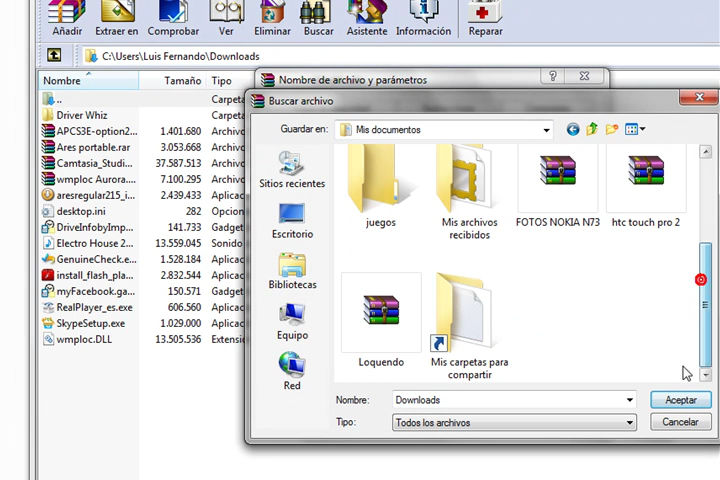 Añadir Extraer en Comprobar Ver Eliminar Buscar Asistente Información Reparar
C:\Users\Luis Fernando\Downloads
Nombre Tamaño Tipo
Nombre de archivo y parámetros ?
.. Carpeta
Driver Whiz Carpeta
APCS3E-option2... 1.401.680 Archivo
Ares portable.rar 3.053.668 Archivo
Camtasia_Studi... 37.587.513 Archivo
wmploc Aurora.... 7.100.295 Archivo
aresregular215_i... 2.439.433 Aplicac
desktop.ini 282 Opcion
DriveInfobyImp... 141.733 Gadget
Electro House 2... 13.559.045 Sonido
GenuineCheck.e... 1.528.184 Aplicac
install_flash_pla... 2.832.544 Aplicac
myFacebook.ga... 150.571 Gadget
RealPlayer_es.exe 606.560 Aplicac
SkypeSetup.exe 1.029.000 Aplicac
wmploc.DLL 13.505.536 Extensi
Buscar archivo
Guardar en: Mis documentos
Sitios recientes
Escritorio
Bibliotecas
Equipo
Red
juegos
Mis archivos
recibidos
FOTOS NOKIA N73
htc touch pro 2
Loquendo
Mis carpetas para
compartir
Nombre: Downloads Aceptar
Tipo: Todos los archivos Cancelar